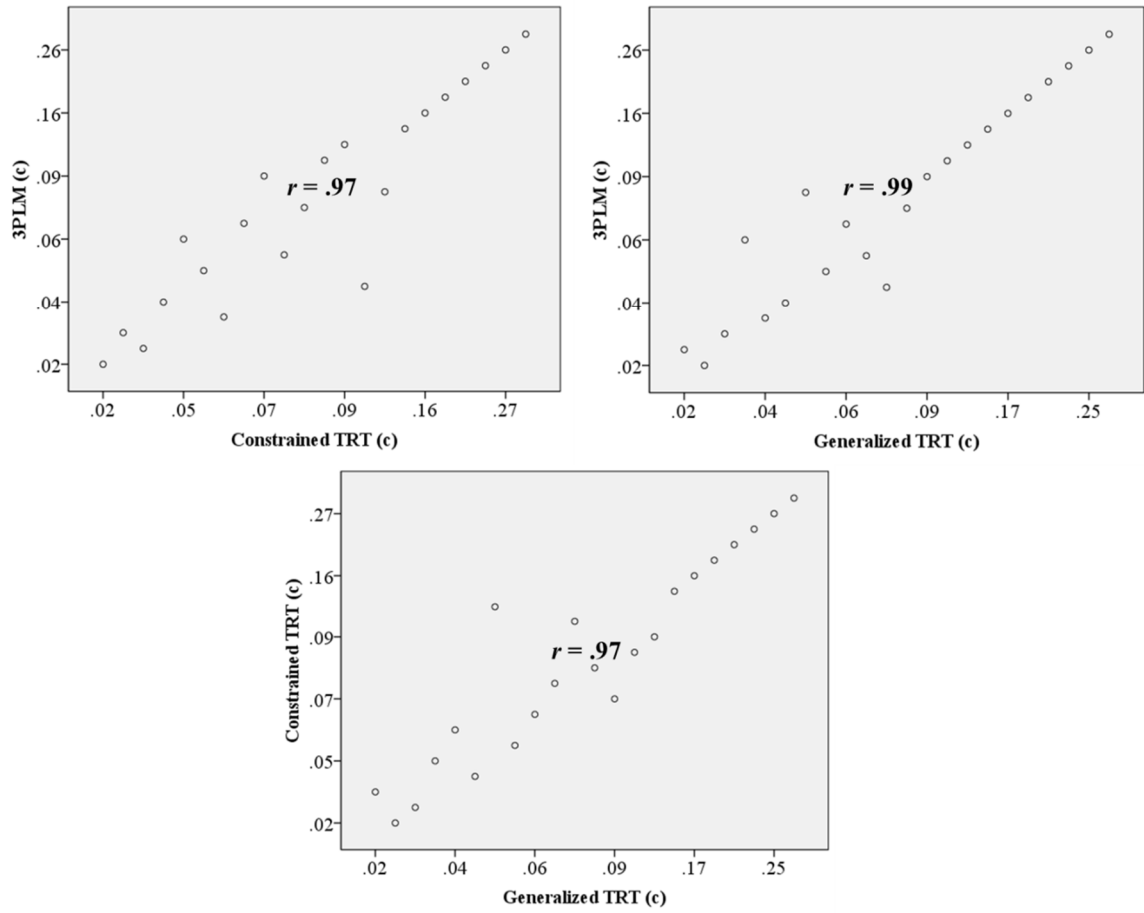 3PLM (c)
.26
.16
.09
.06
.04
.02
r = .97
.02 .05 .07 .09 .16 .27
Constrained TRT (c)
3PLM (c)
.26
.16
.09
.06
.04
.02
r = .99
.02 .04 .06 .09 .17 .25
Generalized TRT (c)
Constrained TRT (c)
.27
.16
.09
.07
.05
.02
r = .97
.02 .04 .06 .09 .17 .25
Generalized TRT (c)